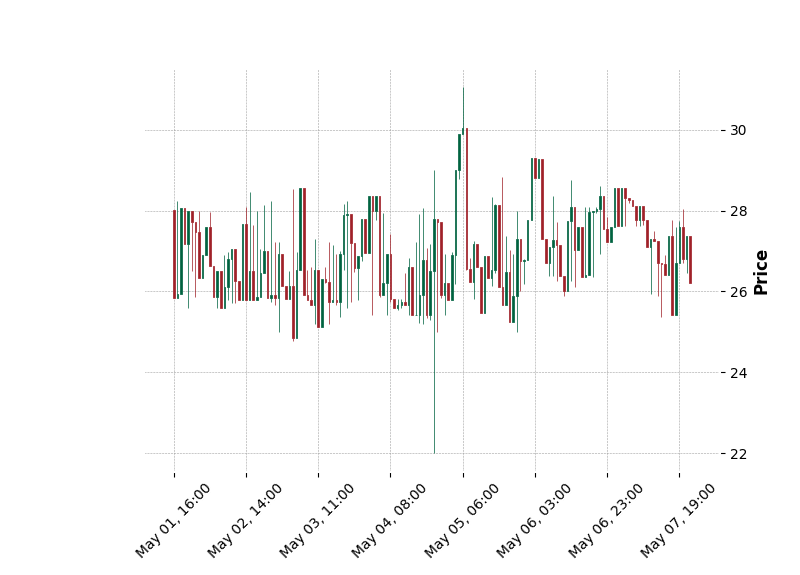 30
28
26
24
22
Price
May 01, 16:00
May 02, 14:00
May 03, 11:00
May 04, 08:00
May 05, 06:00
May 06, 03:00
May 06, 23:00
May 07, 19:00